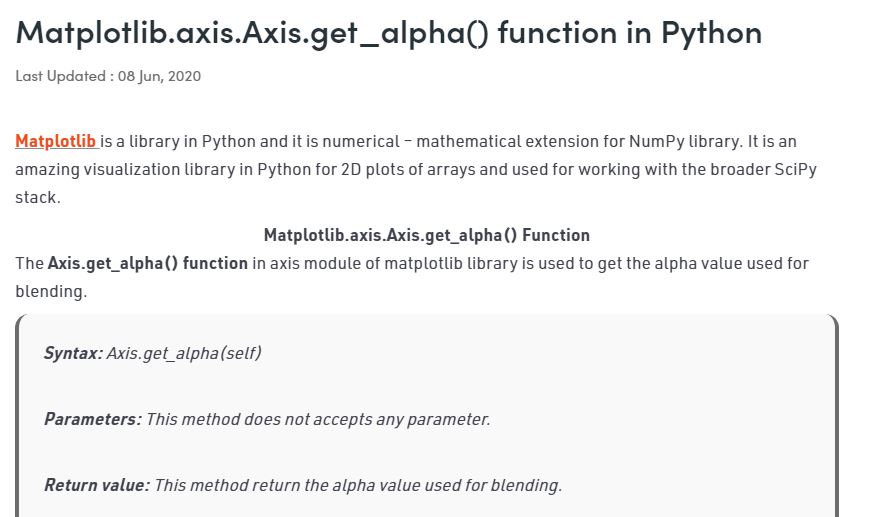 Matplotlib.axis.Axis.get_alpha() function in Python
Last Updated : 08 Jun, 2020
Matplotlib is a library in Python and it is numerical – mathematical extension for NumPy library. It is an
amazing visualization library in Python for 2D plots of arrays and used for working with the broader SciPy
stack.
Matplotlib.axis.Axis.get_alpha() Function
The Axis.get_alpha() function in axis module of matplotlib library is used to get the alpha value used for
blending.
Syntax: Axis.get_alpha(self)
Parameters: This method does not accepts any parameter.
Return value: This method return the alpha value used for blending.